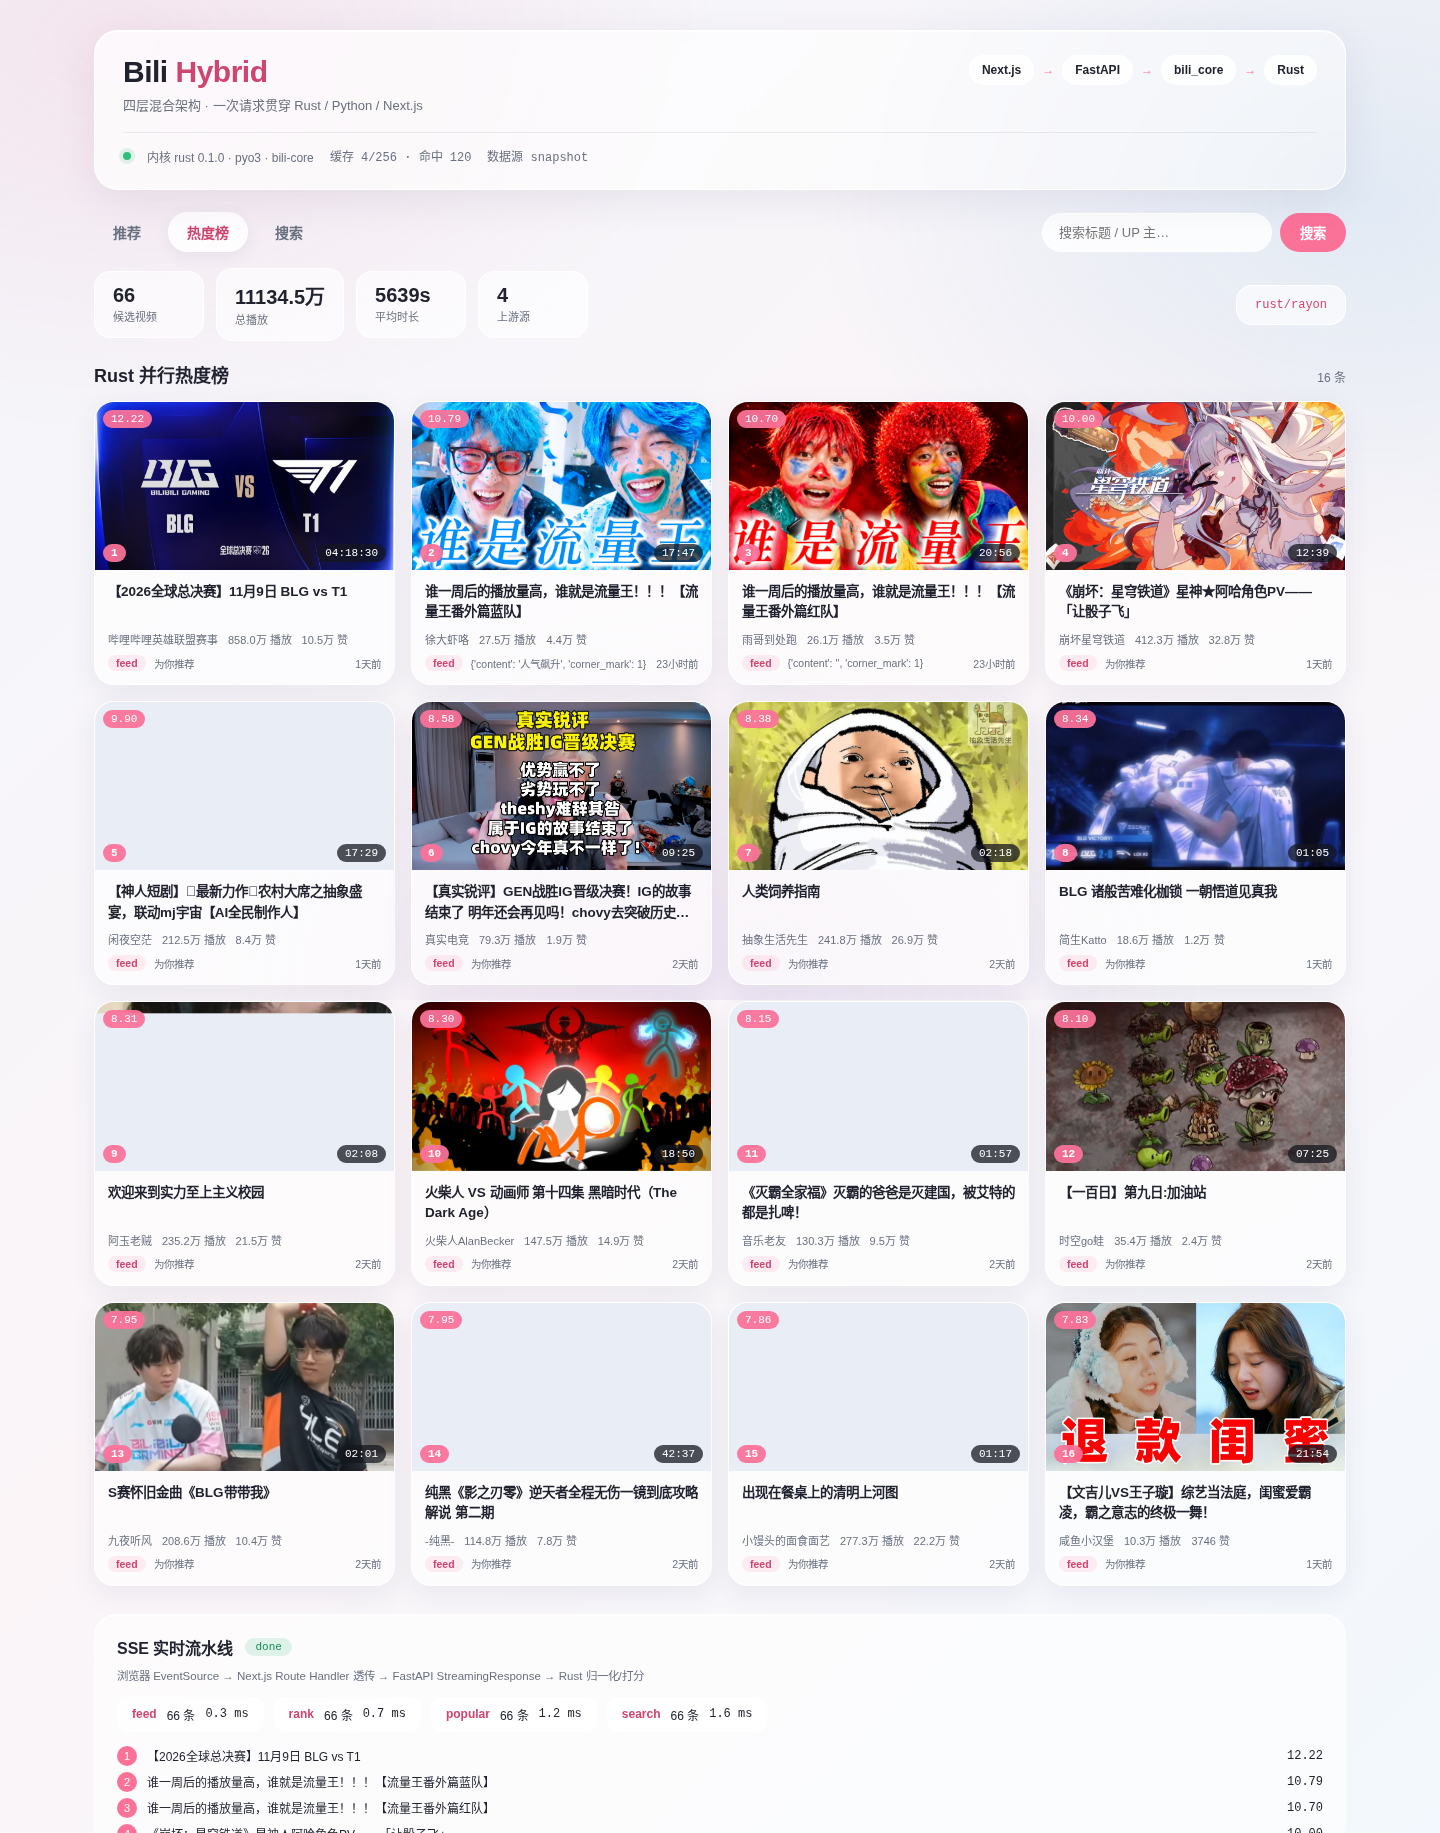 Bili Hybrid
Next.js → FastAPI → bili_core → Rust
四层混合架构 · 一次请求贯穿 Rust / Python / Next.js
内核 rust 0.1.0 · pyo3 · bili-core 缓存 4/256 · 命中 120 数据源 snapshot
推荐 热度榜 搜索
搜索标题 / UP 主… 搜索
66 候选视频
11134.5万 总播放
5639s 平均时长
4 上游源
rust/rayon
Rust 并行热度榜
16 条
12.22
BLG VS T1
BILIBILI GAMING
BLG T1
1 04:18:30
【2026全球总决赛】11月9日 BLG vs T1
哔哩哔哩英雄联盟赛事 858.0万 播放 10.5万 赞
feed 为你推荐 1天前
10.79
谁是流量王
2 17:47
谁一周后的播放量高，谁就是流量王！！！【流
量王番外篇蓝队】
徐大虾咯 27.5万 播放 4.4万 赞
feed {'content': '人气飙升', 'corner_mark': 1} 23小时前
10.70
谁是流量王
3 20:56
谁一周后的播放量高，谁就是流量王！！！【流
量王番外篇红队】
雨哥到处跑 26.1万 播放 3.5万 赞
feed {'content': '', 'corner_mark': 1} 23小时前
10.00
星穹铁道
4 12:39
《崩坏：星穹铁道》星神★阿哈角色PV——
「让骰子飞」
崩坏星穹铁道 412.3万 播放 32.8万 赞
feed 为你推荐 1天前
9.90
5 17:29
【神人短剧】□最新力作□农村大席之抽象盛
宴，联动mj宇宙【AI全民制作人】
闲夜空茫 212.5万 播放 8.4万 赞
feed 为你推荐 1天前
8.58
真实锐评
GEN战胜IG晋级决赛
优势赢不了
劣势玩不了
theshy难辞其咎
属于IG的故事结束了
chovy今年真不一样了！
6 09:25
【真实锐评】GEN战胜IG晋级决赛！IG的故事
结束了 明年还会再见吗！chovy去突破历史…
真实电竞 79.3万 播放 1.9万 赞
feed 为你推荐 2天前
8.38
抽象生活先生
7 02:18
人类饲养指南
抽象生活先生 241.8万 播放 26.9万 赞
feed 为你推荐 2天前
8.34
8 01:05
BLG 诸般苦难化枷锁 一朝悟道见真我
简生Katto 18.6万 播放 1.2万 赞
feed 为你推荐 1天前
8.31
9 02:08
欢迎来到实力至上主义校园
阿玉老贼 235.2万 播放 21.5万 赞
feed 为你推荐 2天前
8.30
10 18:50
火柴人 VS 动画师 第十四集 黑暗时代（The
Dark Age）
火柴人AlanBecker 147.5万 播放 14.9万 赞
feed 为你推荐 2天前
8.15
11 01:57
《灭霸全家福》灭霸的爸爸是灭建国，被艾特的
都是扎啤！
音乐老友 130.3万 播放 9.5万 赞
feed 为你推荐 2天前
8.10
12 07:25
【一百日】第九日:加油站
时空go蛙 35.4万 播放 2.4万 赞
feed 为你推荐 2天前
7.95
13 02:01
S赛怀旧金曲《BLG带带我》
九夜听风 208.6万 播放 10.4万 赞
feed 为你推荐 2天前
7.95
14 42:37
纯黑《影之刃零》逆天者全程无伤一镜到底攻略
解说 第二期
-纯黑- 114.8万 播放 7.8万 赞
feed 为你推荐 2天前
7.86
15 01:17
出现在餐桌上的清明上河图
小馒头的面食面艺 277.3万 播放 22.2万 赞
feed 为你推荐 2天前
7.83
退款闺蜜
16 21:54
【文吉儿VS王子璇】综艺当法庭，闺蜜爱霸
凌，霸之意志的终极一舞！
咸鱼小汉堡 10.3万 播放 3746 赞
feed 为你推荐 1天前
SSE 实时流水线 done
浏览器 EventSource → Next.js Route Handler 透传 → FastAPI StreamingResponse → Rust 归一化/打分
feed 66 条 0.3 ms rank 66 条 0.7 ms popular 66 条 1.2 ms search 66 条 1.6 ms
1 【2026全球总决赛】11月9日 BLG vs T1 12.22
2 谁一周后的播放量高，谁就是流量王！！！【流量王番外篇蓝队】 10.79
3 谁一周后的播放量高，谁就是流量王！！！【流量王番外篇红队】 10.70
4 《崩坏：星穹铁道》星神★阿哈角色PV——「让骰子飞」 10.00